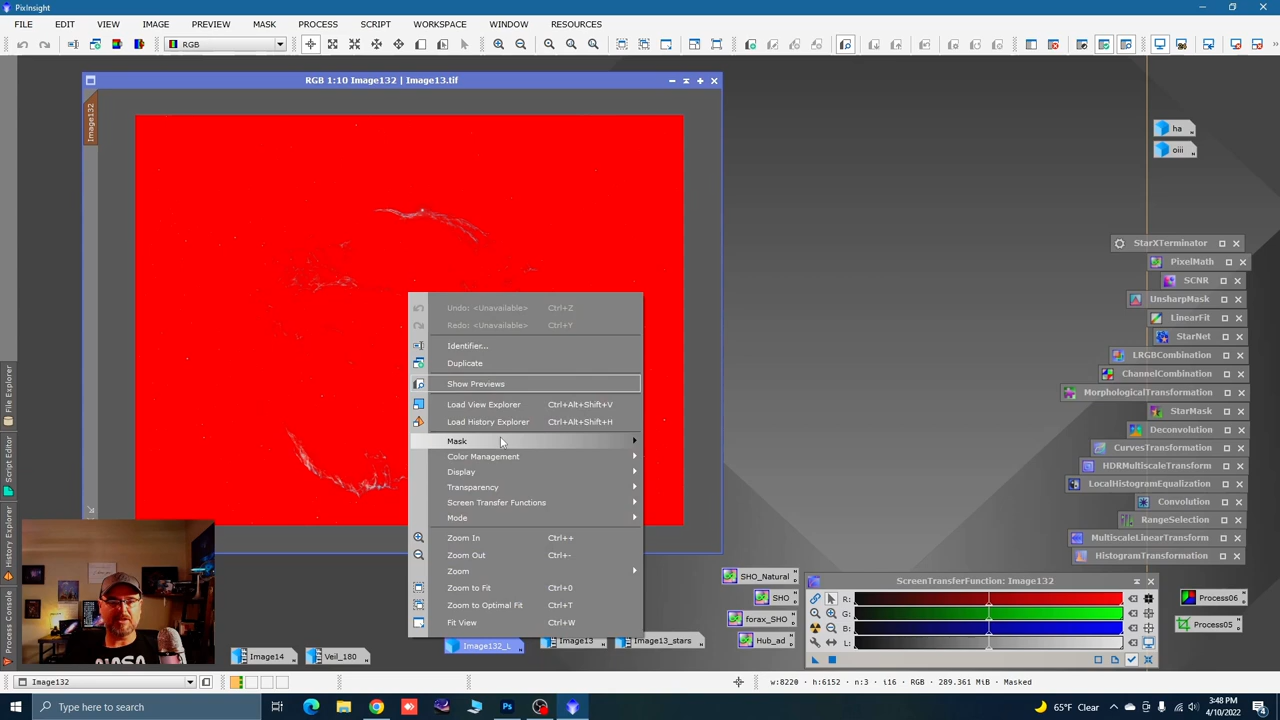 PixInsight
FILE EDIT VIEW IMAGE PREVIEW MASK PROCESS SCRIPT WORKSPACE WINDOW RESOURCES
RGB
RGB 1:10 Image132 | Image13.tif
Image132
ha
oiii
StarXTerminator
PixelMath
SCNR
UnsharpMask
LinearFit
StarNet
LRGBCombination
ChannelCombination
MorphologicalTransformation
StarMask
Deconvolution
CurvesTransformation
HDRMultiscaleTransform
LocalHistogramEqualization
Convolution
RangeSelection
MultiscaleLinearTransform
HistogramTransformation
File Explorer
Script Editor
History Explorer
Process Console
Undo: <Unavailable> Ctrl+Z
Redo: <Unavailable> Ctrl+Y
Identifier...
Duplicate
Show Previews
Load View Explorer Ctrl+Alt+Shift+V
Load History Explorer Ctrl+Alt+Shift+H
Mask
Color Management
Display
Transparency
Screen Transfer Functions
Mode
Zoom In Ctrl++
Zoom Out Ctrl+-
Zoom
Zoom to Fit Ctrl+0
Zoom to Optimal Fit Ctrl+T
Fit View Ctrl+W
SHO_Natural
SHO
forax_SHO
Hub_ad
ScreenTransferFunction: Image132
R:
G:
B:
L:
Process06
Process05
Image14
Veil_180
Image132_L
Image13
Image13_stars
Image132
w:8220 · h:6152 · n:3 · i16 · RGB · 289.361 MiB · Masked
Type here to search
65°F Clear
3:48 PM
4/10/2022